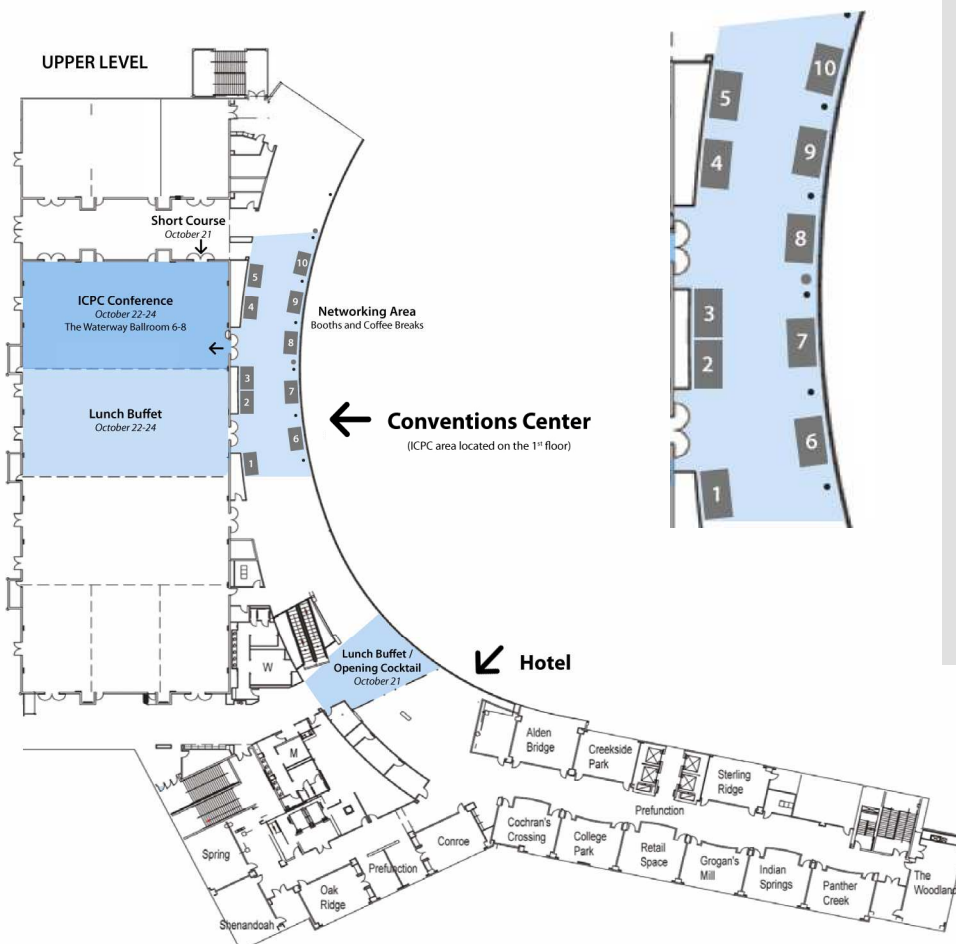 UPPER LEVEL
Short Course
October 21
ICPC Conference
October 22-24
The Waterway Ballroom 6-8
Lunch Buffet
October 22-24
Networking Area
Booths and Coffee Breaks
5
4
3
2
1
10
9
8
7
6
Conventions Center
(ICPC area located on the 1st floor)
5
4
3
2
1
10
9
8
7
6
Lunch Buffet /
Opening Cocktail
October 21
Hotel
W
M
Alden
Bridge
Creekside
Park
Sterling
Ridge
Prefunction
Spring
Shenandoah
Oak
Ridge
Prefunction
Conroe
Cochran's
Crossing
College
Park
Retail
Space
Grogan's
Mill
Indian
Springs
Panther
Creek
The
Woodland